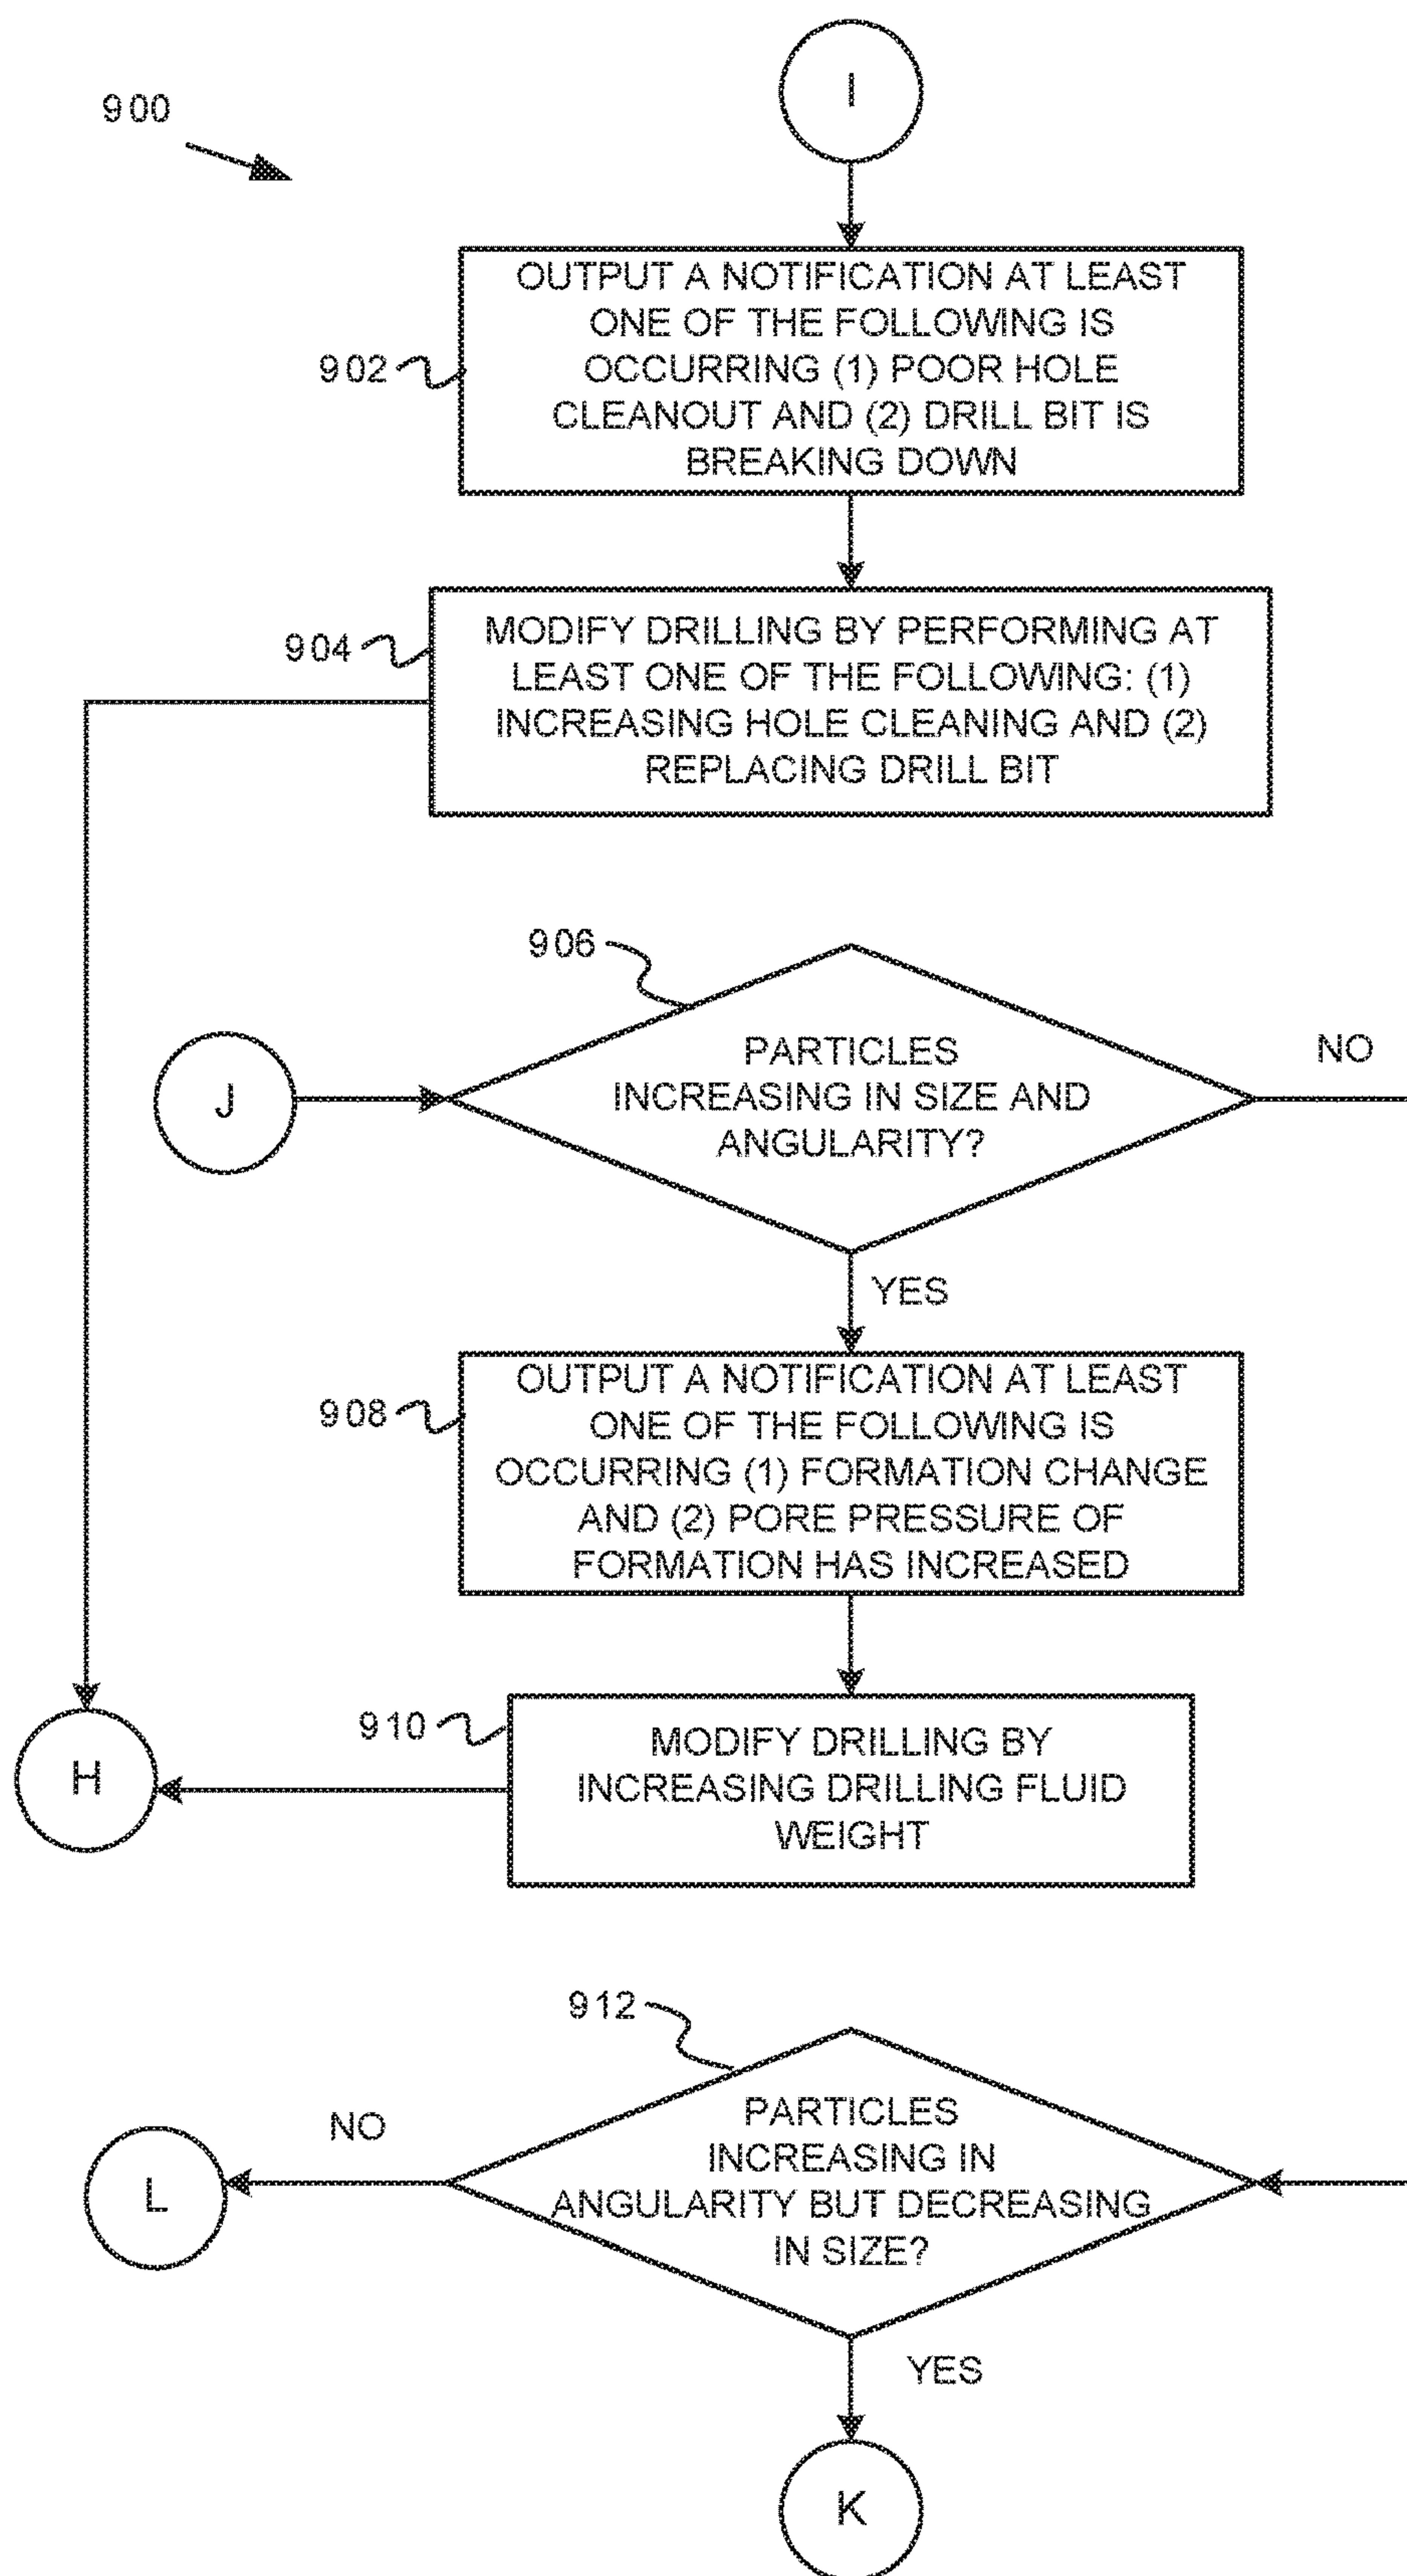 I
900
OUTPUT A NOTIFICATION AT LEAST
ONE OF THE FOLLOWING IS
OCCURRING (1) POOR HOLE
CLEANOUT AND (2) DRILL BIT IS
BREAKING DOWN
902
MODIFY DRILLING BY PERFORMING AT
LEAST ONE OF THE FOLLOWING: (1)
INCREASING HOLE CLEANING AND (2)
REPLACING DRILL BIT
904
906
J
PARTICLES
INCREASING IN SIZE AND
ANGULARITY?
NO
YES
OUTPUT A NOTIFICATION AT LEAST
ONE OF THE FOLLOWING IS
OCCURRING (1) FORMATION CHANGE
AND (2) PORE PRESSURE OF
FORMATION HAS INCREASED
908
910
MODIFY DRILLING BY
INCREASING DRILLING FLUID
WEIGHT
H
912
PARTICLES
INCREASING IN
ANGULARITY BUT DECREASING
IN SIZE?
NO
L
YES
K